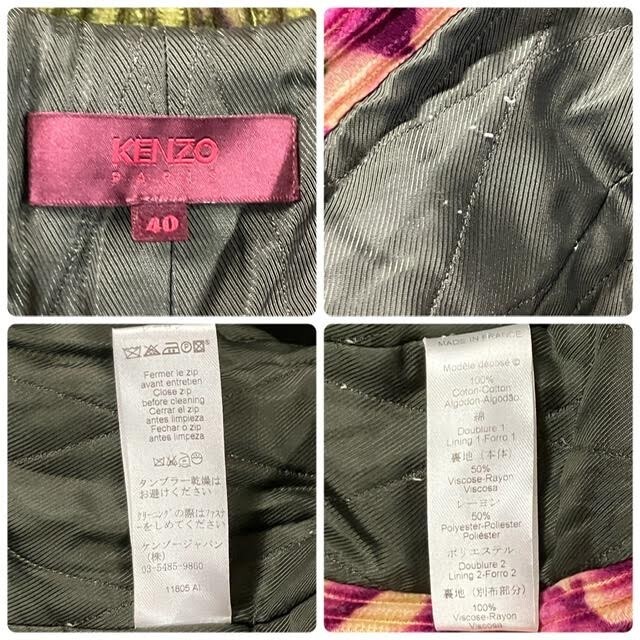 KENZO
PARIS
40
Fermer le zip
avant entretien
Close zip
before cleaning
Cerrar el zip
antes limpieza
Fechar o zip
antes limpeza
タンブラー乾燥は
お避けください
クリーニングの際はファスナ
ーをしめてください
ケンゾージャパン
(株)
03-5485-9860
11805 AI
MADE IN FRANCE
Modèle déposé ©
100%
Coton-Cotton
Algodon-Algodão
綿
Doublure 1
Lining 1-Forro 1
裏地(本体)
50%
Viscose-Rayon
Viscosa
レーヨン
50%
Polyester-Poliester
Poliéster
ポリエステル
Doublure 2
Lining 2-Forro 2
裏地(別布部分)
100%
Viscose-Rayon
Viscosa